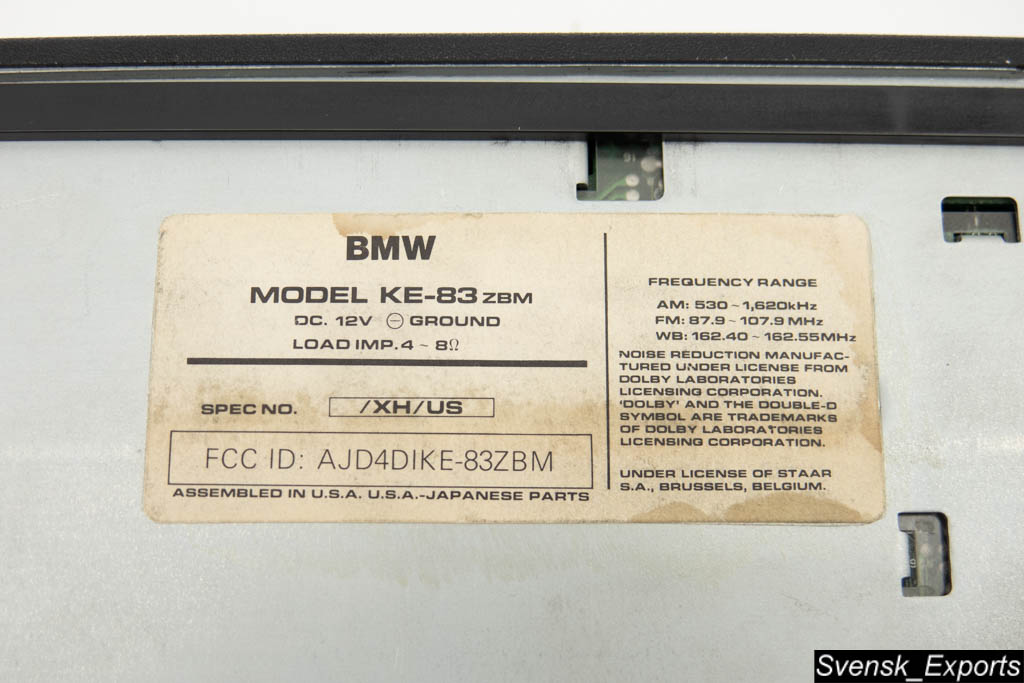 BMW
MODEL KE-83 ZBM
DC. 12V ⊖ GROUND
LOAD IMP. 4 ~ 8Ω
SPEC NO. /XH/US
FCC ID: AJD4DIKE-83ZBM
ASSEMBLED IN U.S.A. U.S.A.-JAPANESE PARTS
FREQUENCY RANGE
AM: 530 ~ 1,620kHz
FM: 87.9 ~ 107.9 MHz
WB: 162.40 ~ 162.55MHz
NOISE REDUCTION MANUFAC-
TURED UNDER LICENSE FROM
DOLBY LABORATORIES
LICENSING CORPORATION.
'DOLBY' AND THE DOUBLE-D
SYMBOL ARE TRADEMARKS
OF DOLBY LABORATORIES
LICENSING CORPORATION.
UNDER LICENSE OF STAAR
S.A., BRUSSELS, BELGIUM.
Svensk_Exports